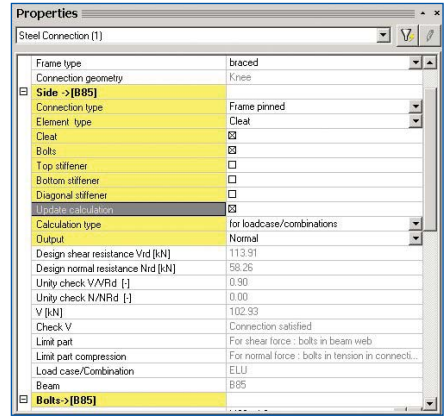 Properties
Steel Connection (1)
Frame type braced
Connection geometry Knee
Side ->[B85]
Connection type Frame pinned
Element type Cleat
Cleat
Bolts
Top stiffener
Bottom stiffener
Diagonal stiffener
Update calculation
Calculation type for loadcase/combinations
Output Normal
Design shear resistance Vrd [kN] 113.91
Design normal resistance Nrd [kN] 58.26
Unity check V/VRd [-] 0.90
Unity check N/NRd [-] 0.00
V [kN] 102.93
Check V Connection satisfied
Limit part For shear force : bolts in beam web
Limit part compression For normal force : bolts in tension in connecti...
Load case/Combination ELU
Beam B85
Bolts->[B85]